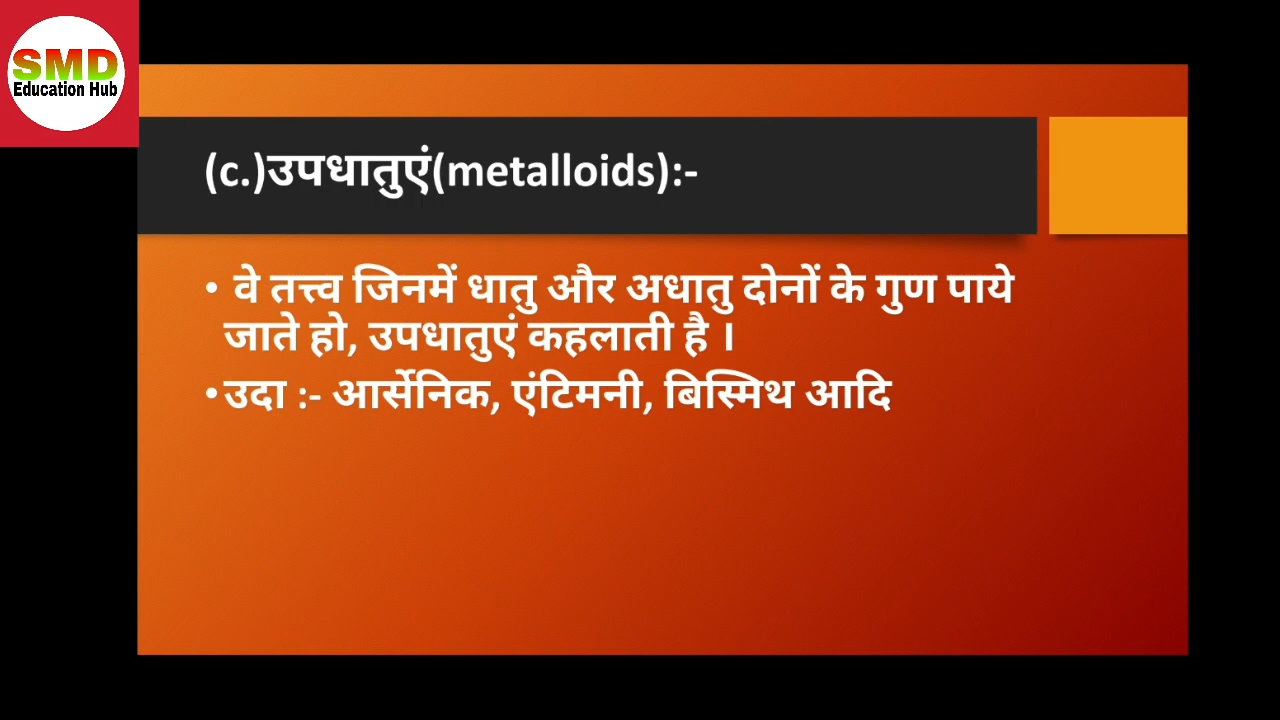 SMD
Education Hub
(c.)उपधातुएं(metalloids):-
• वे तत्त्व जिनमें धातु और अधातु दोनों के गुण पाये
जाते हो, उपधातुएं कहलाती है ।
•उदा :- आर्सेनिक, एंटिमनी, बिस्मिथ आदि